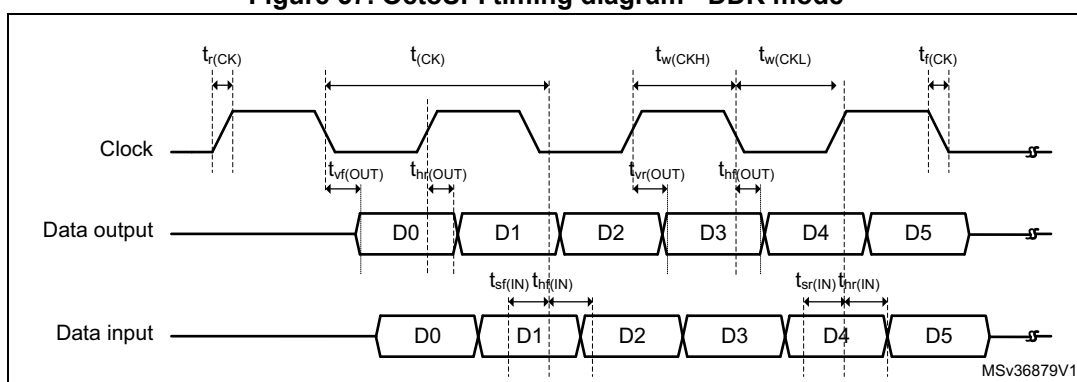 Figure 37. OctoSPI timing diagram - DDR mode
tr(CK) t(CK) tw(CKH) tw(CKL) tf(CK)
Clock
tvf(OUT) thr(OUT) tvr(OUT) thf(OUT)
Data output D0 D1 D2 D3 D4 D5
tsf(IN) thf(IN) tsr(IN) thr(IN)
Data input D0 D1 D2 D3 D4 D5
MSv36879V1